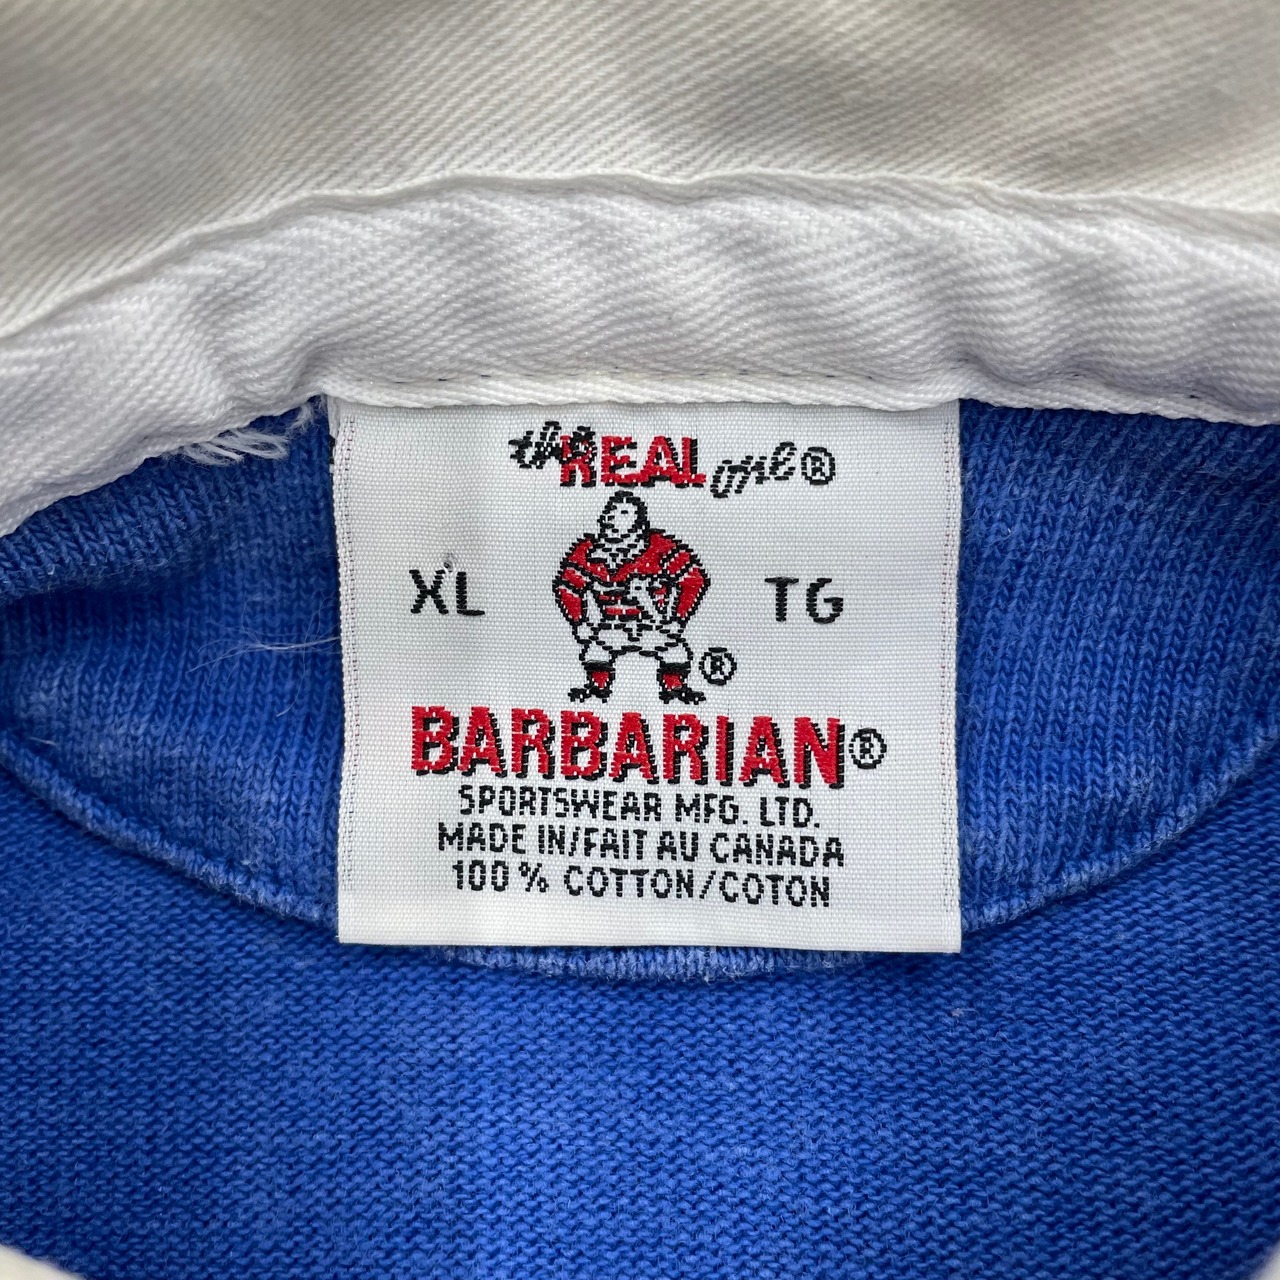 the REAL one®
XL TG
®
BARBARIAN®
SPORTSWEAR MFG. LTD.
MADE IN/FAIT AU CANADA
100% COTTON/COTON